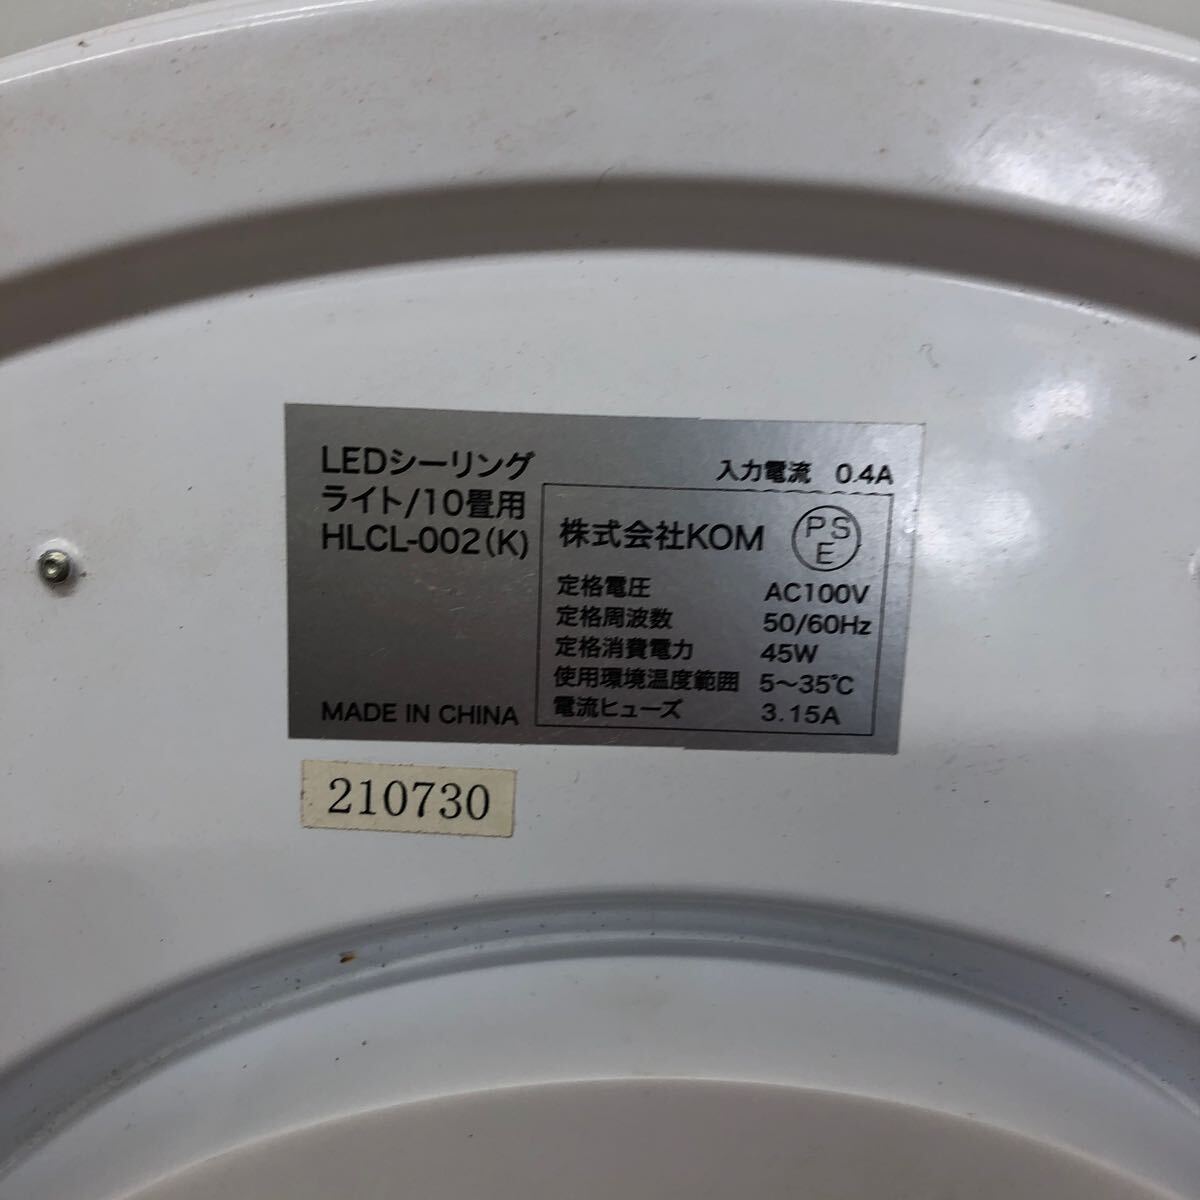 LEDシーリング
ライト/10畳用
HLCL-002(K)
MADE IN CHINA
入力電流 0.4A
株式会社KOM PSE
定格電圧 AC100V
定格周波数 50/60Hz
定格消費電力 45W
使用環境温度範囲 5～35℃
電流ヒューズ 3.15A
210730